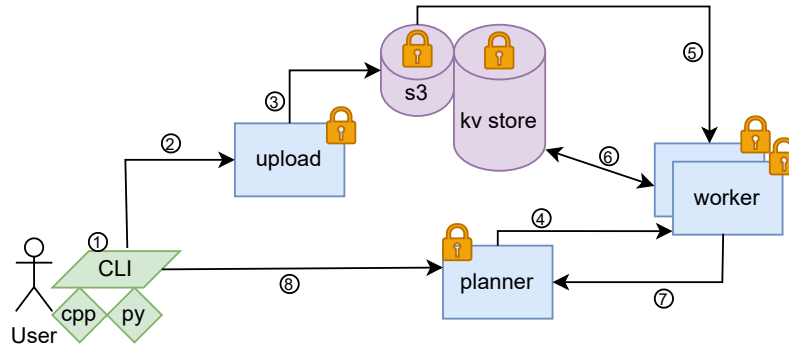 ⑤
s3
③
kv store
upload
②
⑥
worker
④
①
CLI
planner
⑧
⑦
cpp
py
User